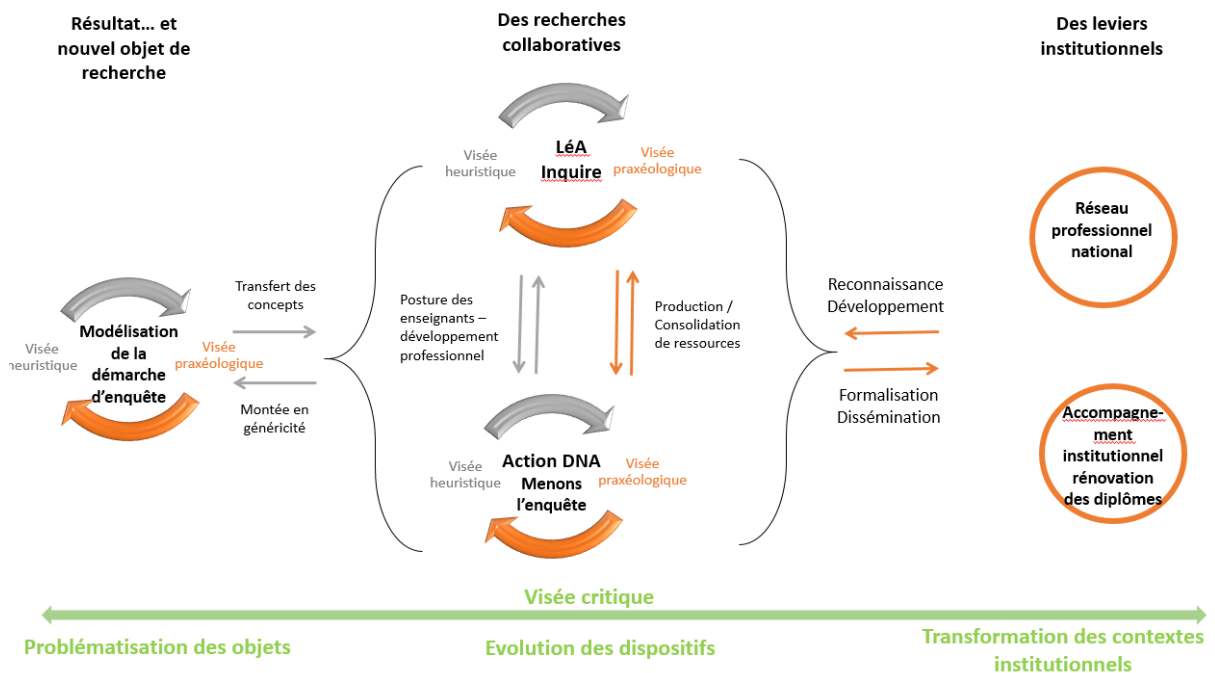 Résultat... et
nouvel objet de
recherche
Des recherches
collaboratives
Des leviers
institutionnels
Visée
heuristique
LéA
Inquire
Visée
praxéologique
Réseau
professionnel
national
Transfert des
concepts
Posture des
enseignants –
développement
professionnel
Production /
Consolidation
de ressources
Reconnaissance
Développement
Visée
heuristique
Modélisation
de la
démarche
d'enquête
Visée
praxéologique
Montée en
généricité
Formalisation
Dissémination
Visée
heuristique
Action DNA
Menons
l'enquête
Visée
praxéologique
Accompagne-
ment
institutionnel
rénovation
des diplômes
Visée critique
Problématisation des objets
Evolution des dispositifs
Transformation des contextes
institutionnels